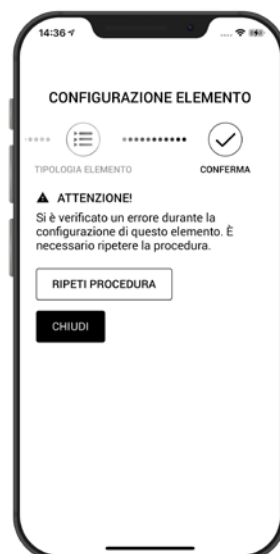 14:36
CONFIGURAZIONE ELEMENTO
TIPOLOGIA ELEMENTO
CONFERMA
ATTENZIONE!
Si è verificato un errore durante la
configurazione di questo elemento. È
necessario ripetere la procedura.
RIPETI PROCEDURA
CHIUDI